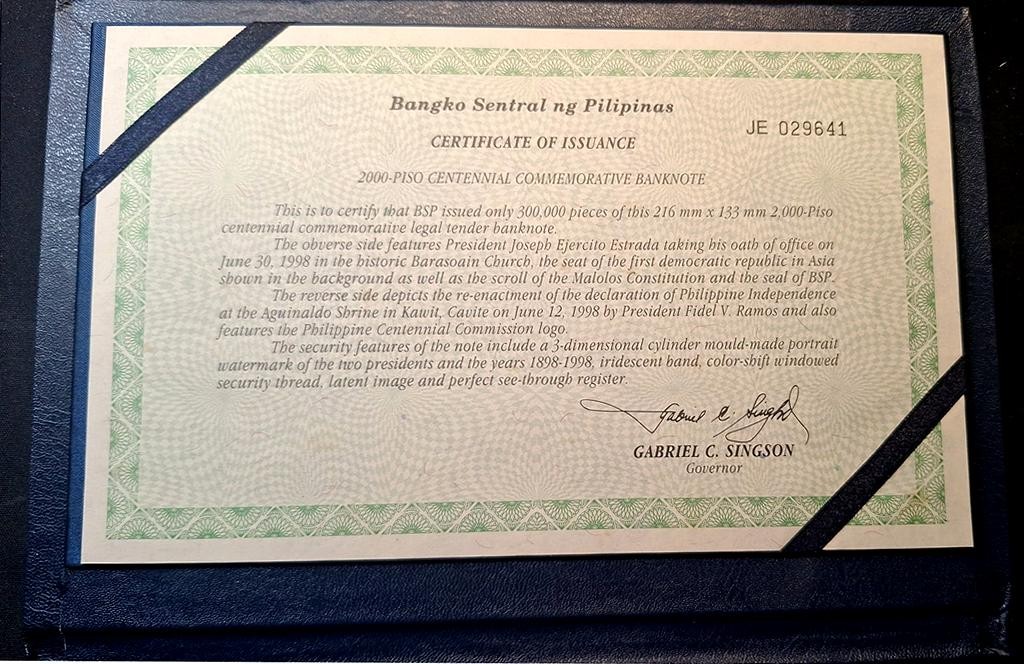 Bangko Sentral ng Pilipinas
JE 029641
CERTIFICATE OF ISSUANCE
2000-PISO CENTENNIAL COMMEMORATIVE BANKNOTE
This is to certify that BSP issued only 300,000 pieces of this 216 mm x 133 mm 2,000-Piso
centennial commemorative legal tender banknote.
The obverse side features President Joseph Ejercito Estrada taking his oath of office on
June 30, 1998 in the historic Barasoain Church, the seat of the first democratic republic in Asia
shown in the background as well as the scroll of the Malolos Constitution and the seal of BSP.
The reverse side depicts the re-enactment of the declaration of Philippine Independence
at the Aguinaldo Shrine in Kawit, Cavite on June 12, 1998 by President Fidel V. Ramos and also
features the Philippine Centennial Commission logo.
The security features of the note include a 3-dimensional cylinder mould-made portrait
watermark of the two presidents and the years 1898-1998, iridescent band, color-shift windowed
security thread, latent image and perfect see-through register.
Gabriel C. Singson
GABRIEL C. SINGSON
Governor